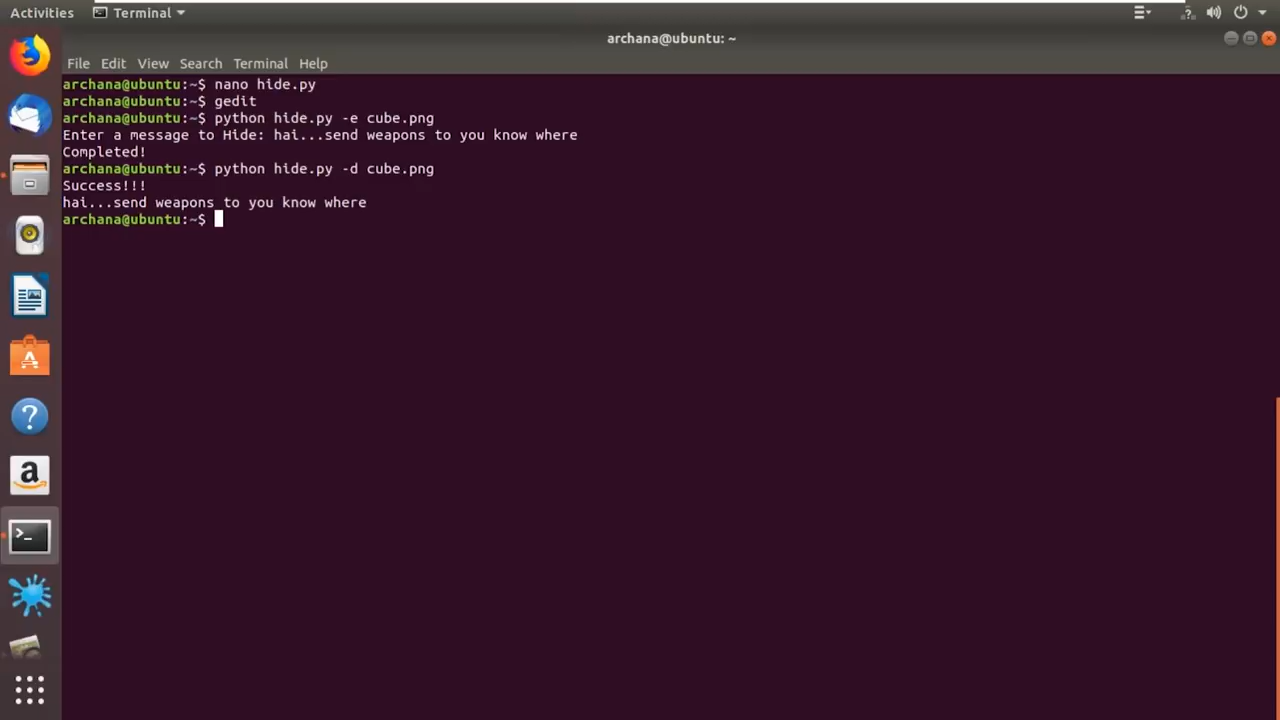 Activities Terminal
archana@ubuntu: ~
File Edit View Search Terminal Help
archana@ubuntu:~$ nano hide.py
archana@ubuntu:~$ gedit
archana@ubuntu:~$ python hide.py -e cube.png
Enter a message to Hide: hai...send weapons to you know where
Completed!
archana@ubuntu:~$ python hide.py -d cube.png
Success!!!
hai...send weapons to you know where
archana@ubuntu:~$